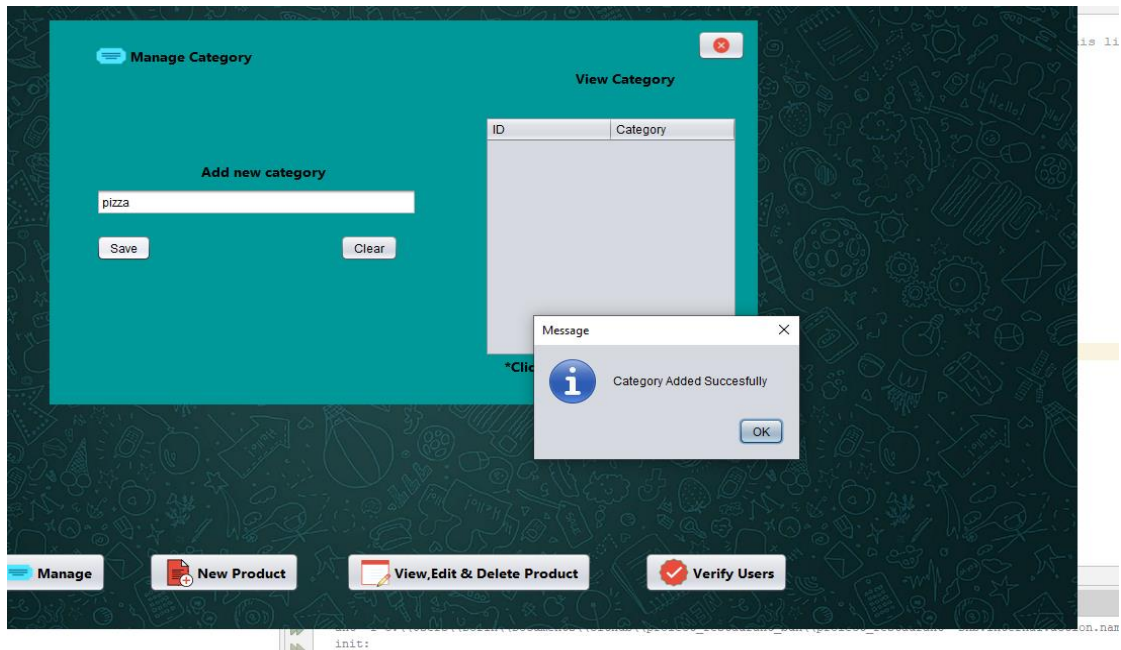 Manage Category
View Category
ID Category
Add new category
pizza
Save Clear
Message
Category Added Succesfully
OK
*Clic
Manage New Product View,Edit & Delete Product Verify Users
init: